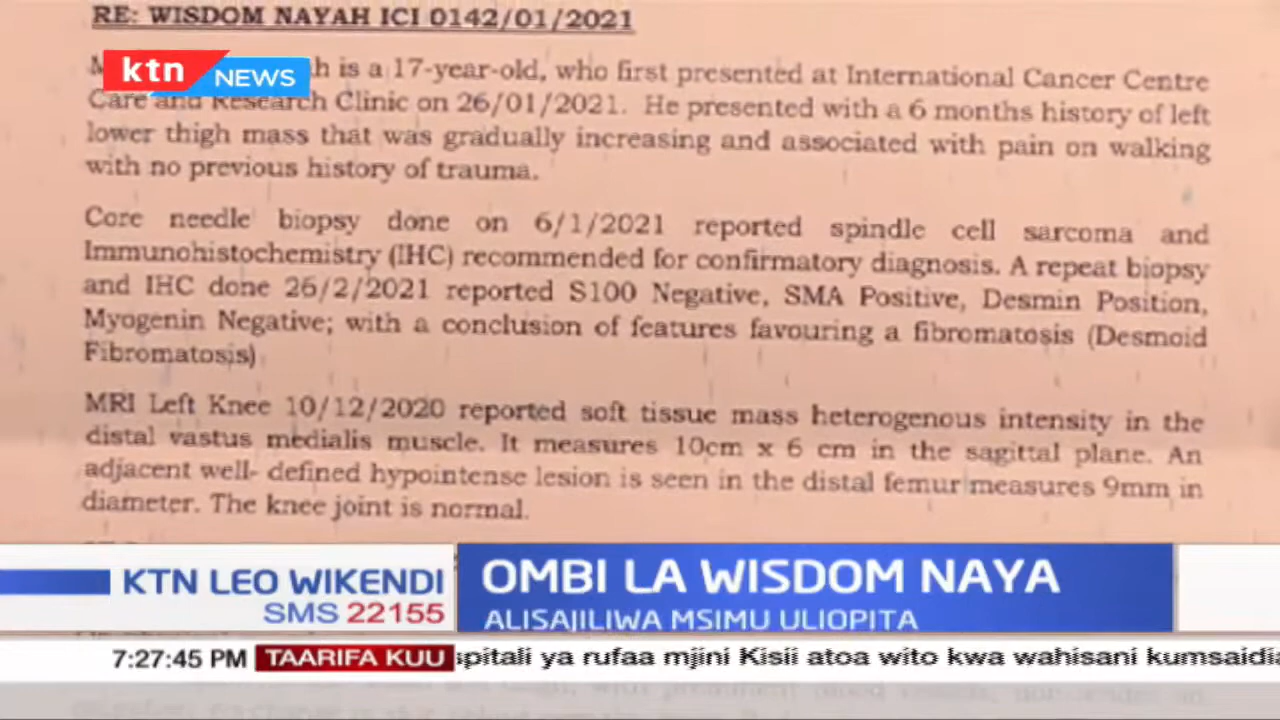 RE: WISDOM NAYAH ICI 0142/01/2021
ktn NEWS
is a 17-year-old, who first presented at International Cancer Centre
Care and Research Clinic on 26/01/2021. He presented with a 6 months history of left
lower thigh mass that was gradually increasing and associated with pain on walking
with no previous history of trauma.
Core needle biopsy done on 6/1/2021 reported spindle cell sarcoma and
Immunohistochemistry (IHC) recommended for confirmatory diagnosis. A repeat biopsy
and IHC done 26/2/2021 reported S100 Negative, SMA Positive, Desmin Position,
Myogenin Negative; with a conclusion of features favouring a fibromatosis (Desmoid
Fibromatosis)
MRI Left Knee 10/12/2020 reported soft tissue mass heterogenous intensity in the
distal vastus medialis muscle. It measures 10cm x 6 cm in the sagittal plane. An
adjacent well- defined hypointense lesion is seen in the distal femur measures 9mm in
diameter. The knee joint is normal.
KTN LEO WIKENDI
SMS 22155
OMBI LA WISDOM NAYA
ALISAJILIWA MSIMU ULIOPITA
7:27:45 PM TAARIFA KUU spitali ya rufaa mjini Kisii atoa wito kwa wahisani kumsaidi